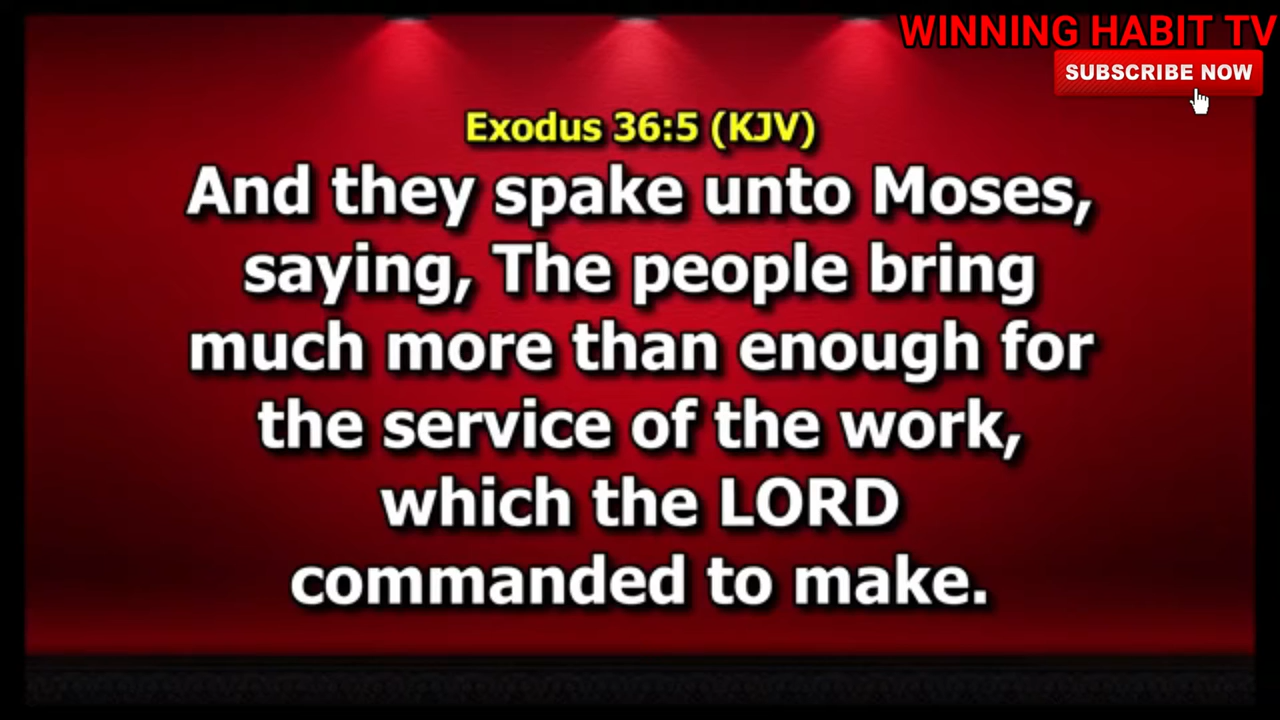 WINNING HABIT TV
SUBSCRIBE NOW
Exodus 36:5 (KJV)
And they spake unto Moses,
saying, The people bring
much more than enough for
the service of the work,
which the LORD
commanded to make.